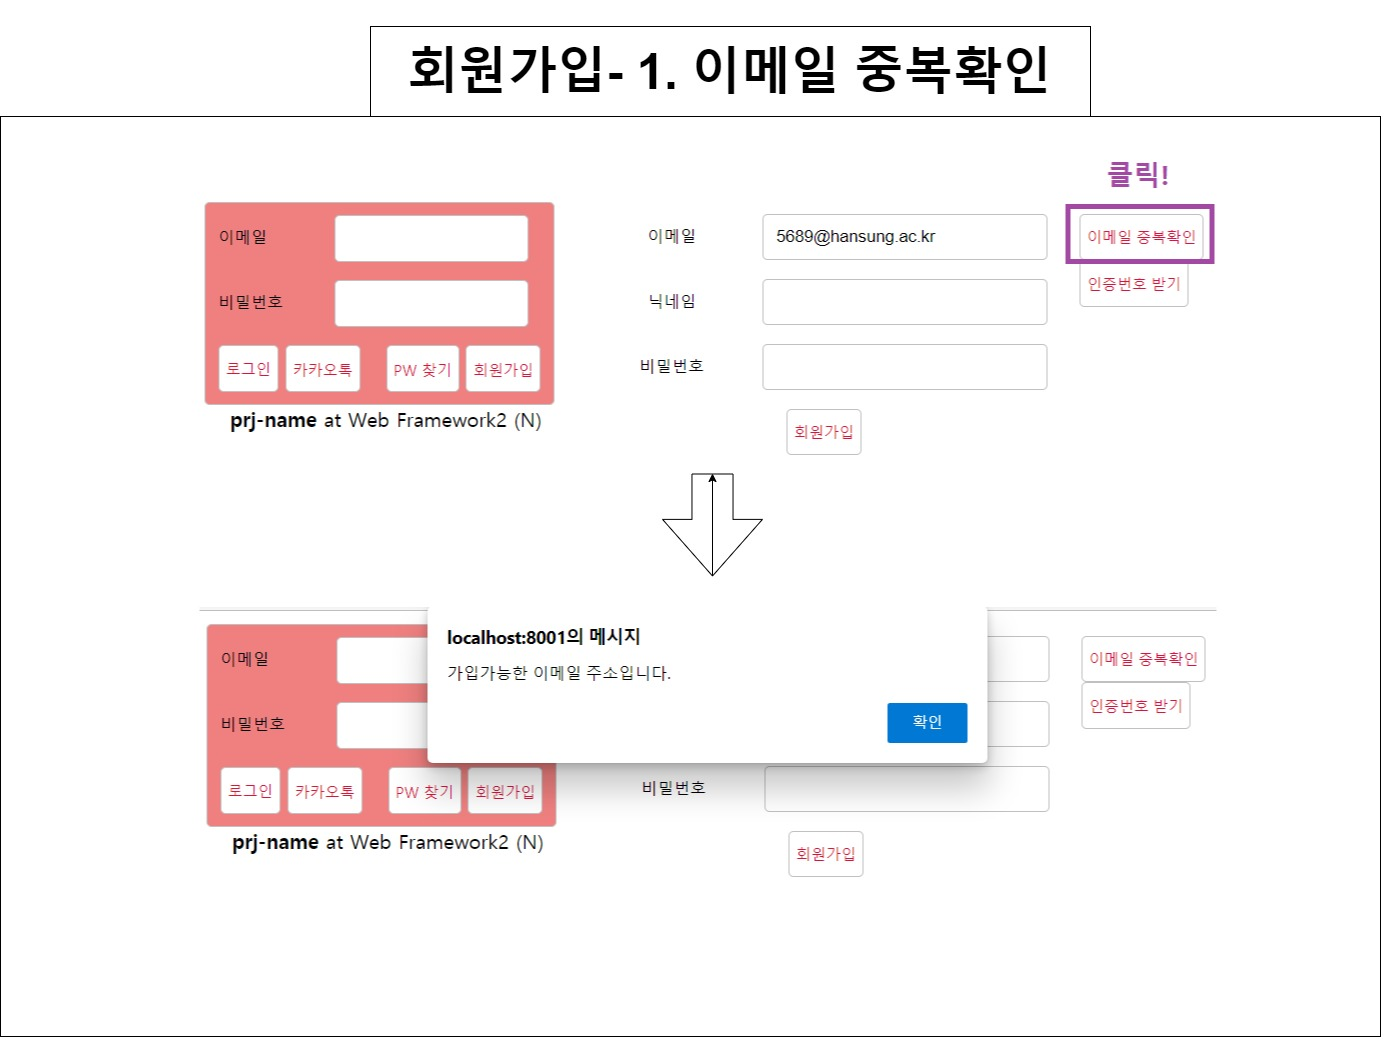 회원가입- 1. 이메일 중복확인
클릭!
이메일
비밀번호
로그인 카카오톡 PW 찾기 회원가입
prj-name at Web Framework2 (N)
이메일 5689@hansung.ac.kr 이메일 중복확인
인증번호 받기
닉네임
비밀번호
회원가입
localhost:8001의 메시지
가입가능한 이메일 주소입니다.
확인
이메일
비밀번호
로그인 카카오톡 PW 찾기 회원가입
prj-name at Web Framework2 (N)
이메일 중복확인
인증번호 받기
비밀번호
회원가입